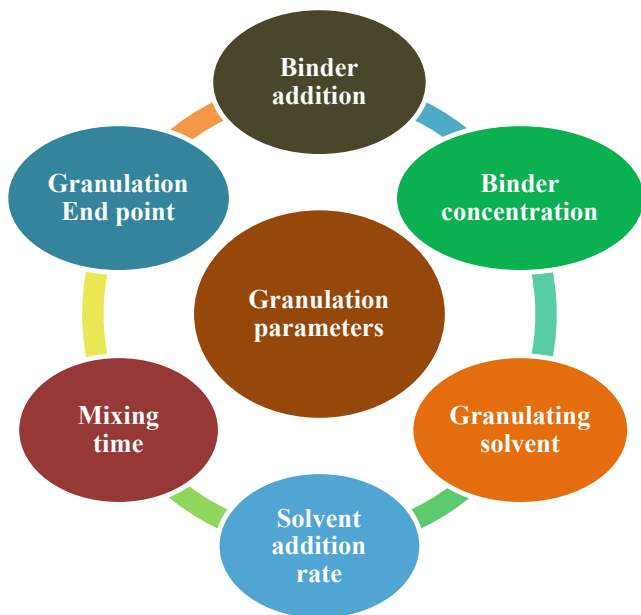 Binder
addition
Binder
concentration
Granulating
solvent
Solvent
addition
rate
Mixing
time
Granulation
End point
Granulation
parameters